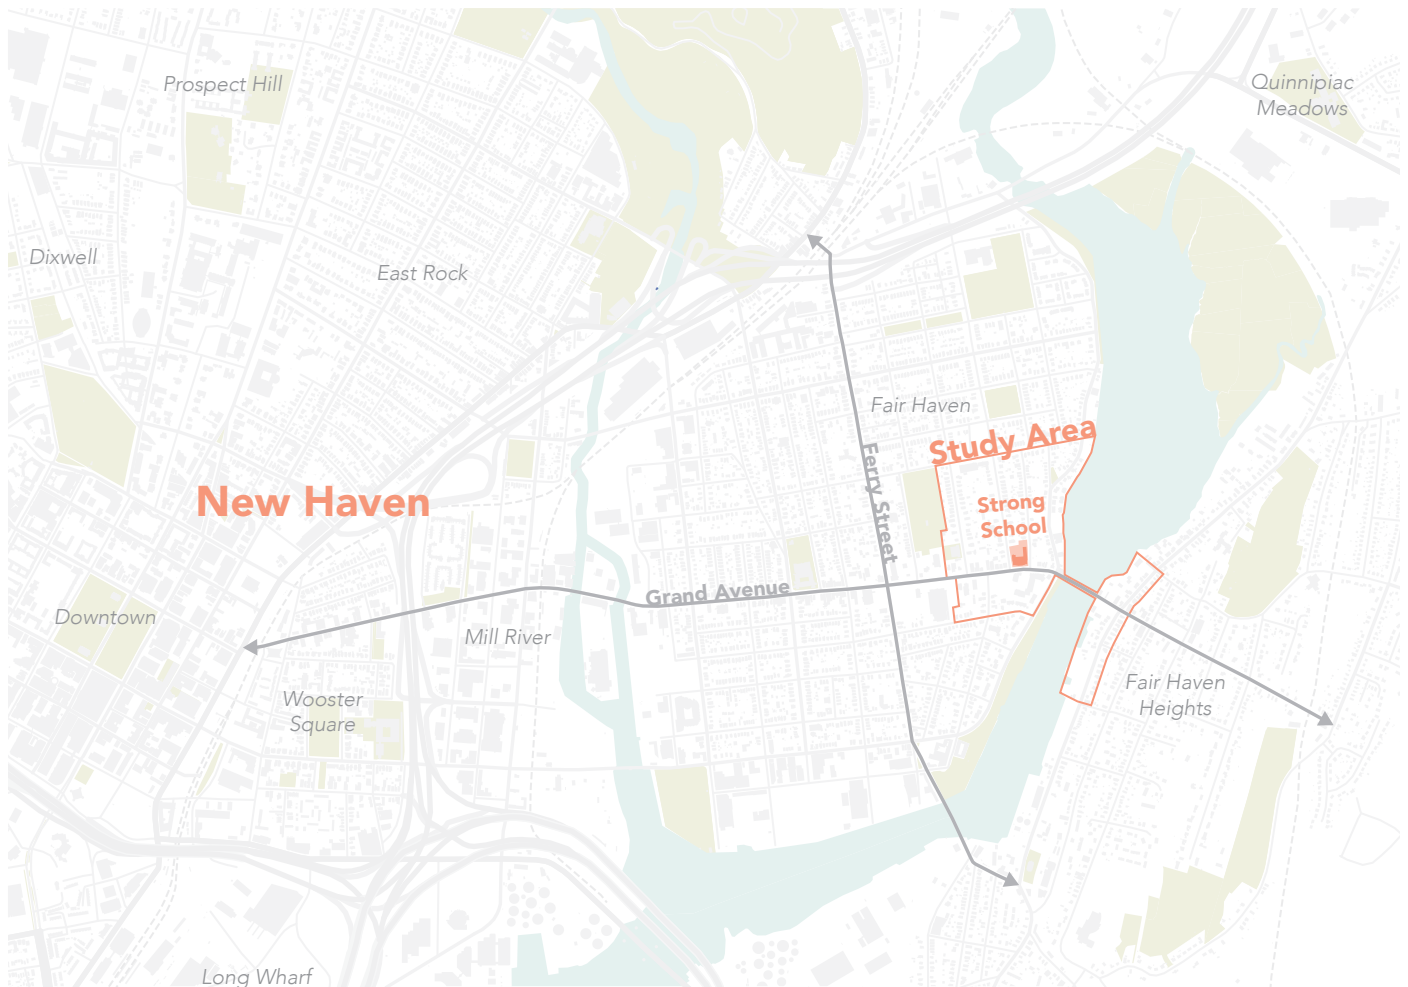 Prospect Hill
Quinnipiac
Meadows
Dixwell
East Rock
Fair Haven
Study Area
Ferry Street
New Haven
Strong
School
Grand Avenue
Downtown
Mill River
Wooster
Square
Fair Haven
Heights
Long Wharf